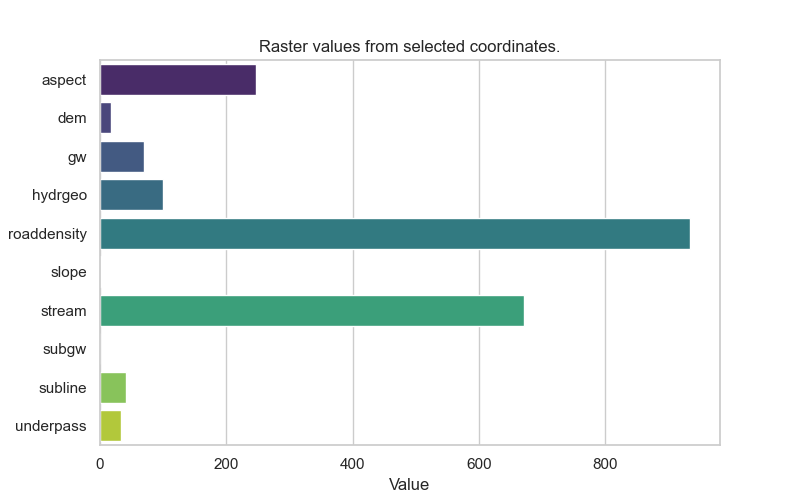 Raster values from selected coordinates.
aspect
dem
gw
hydrgeo
roaddensity
slope
stream
subgw
subline
underpass
0 200 400 600 800
Value